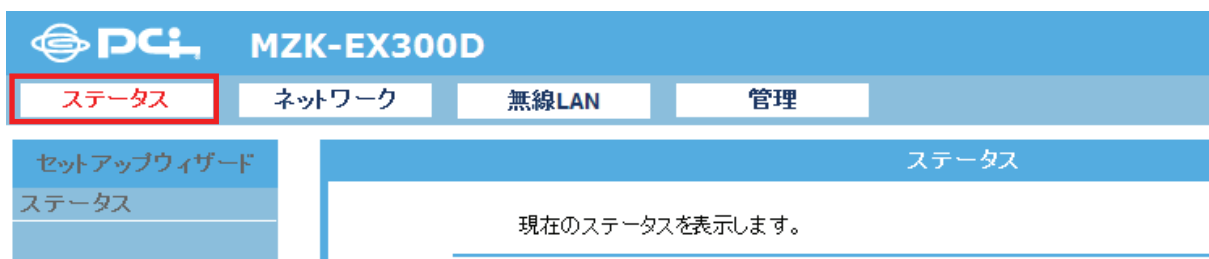 PCi MZK-EX300D
ステータス ネットワーク 無線LAN 管理
セットアップウィザード ステータス
ステータス
現在のステータスを表示します。